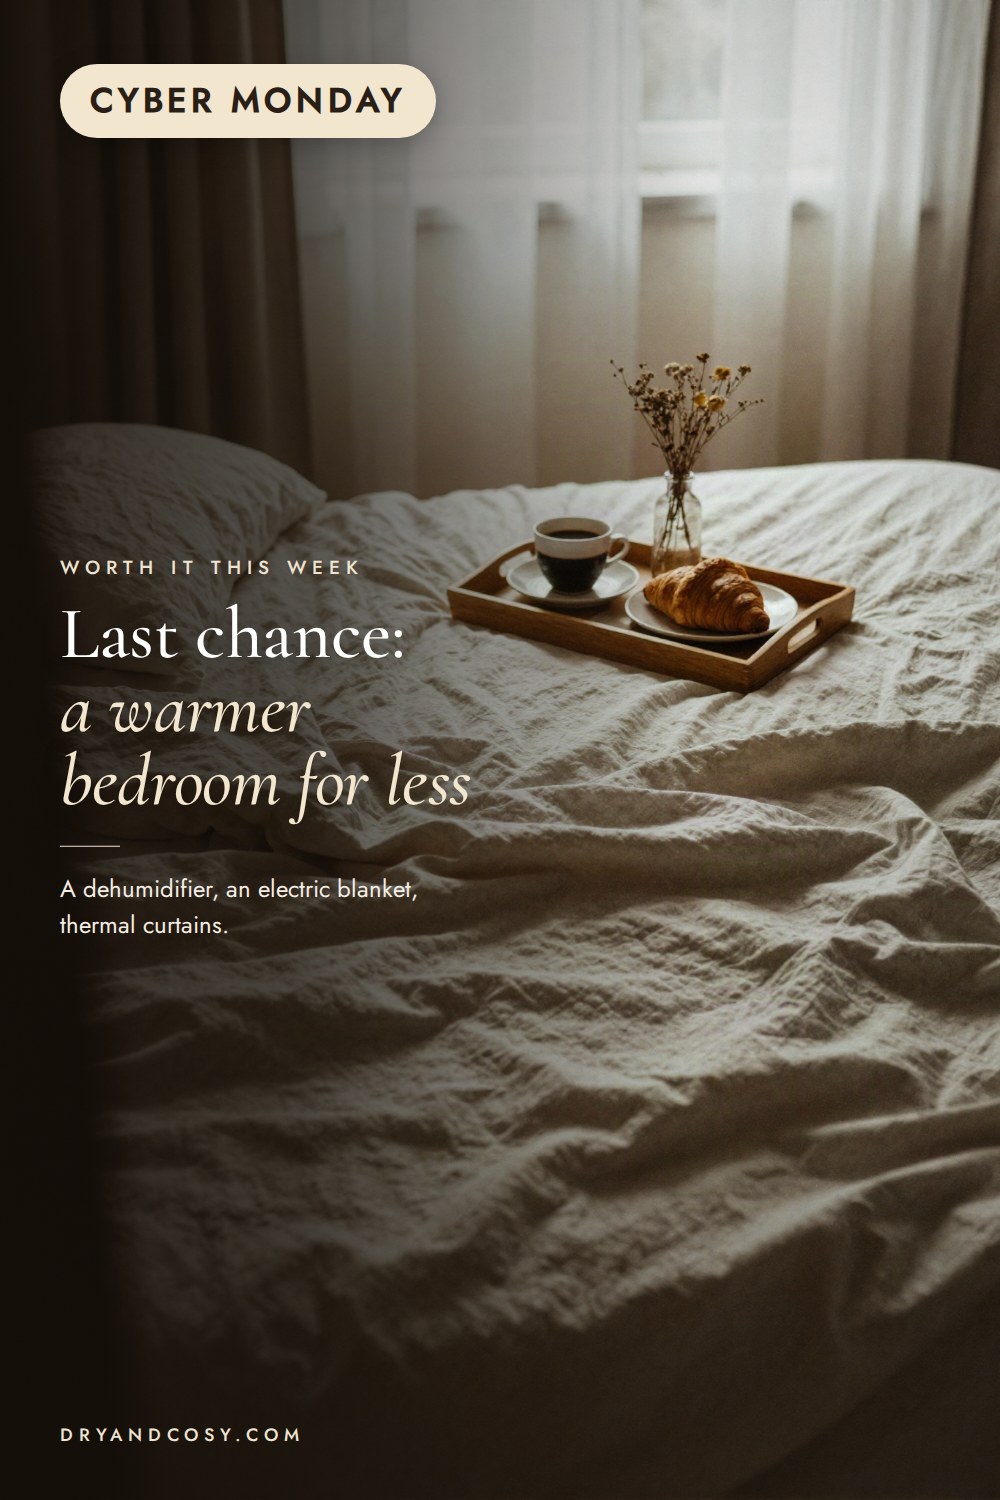 CYBER MONDAY
WORTH IT THIS WEEK
Last chance:
a warmer
bedroom for less
A dehumidifier, an electric blanket,
thermal curtains.
DRYANDCOSY.COM